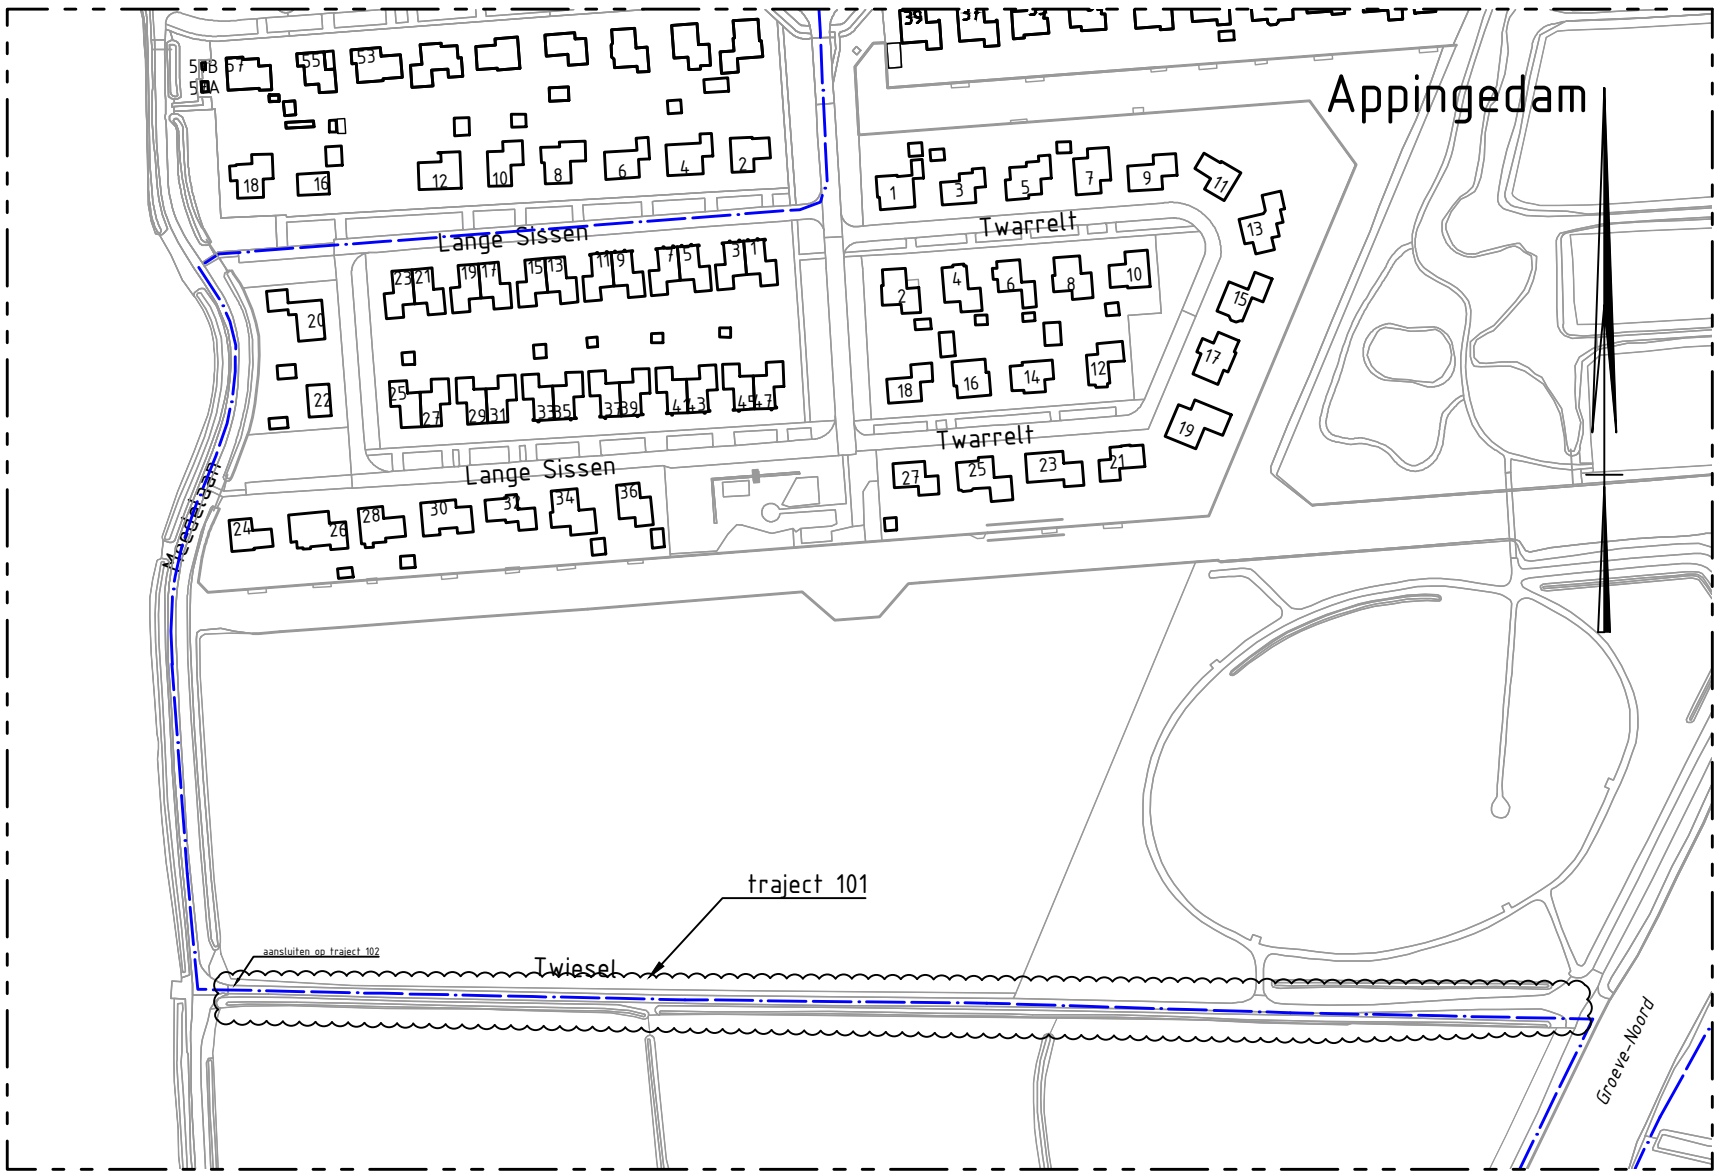 39 37
57B 57 55 53
57A
Appingedam
18 16 12 10 8 6 4 2
1 3 5 7 9 11
13
Lange Sissen
Twarrelt
23 21 19 17 15 13 11 9 7 5 3 1
2 4 6 8 10
15
20
17
22
25 27 29 31 33 35 37 39 41 43 45 47
18 16 14 12
19
Lange Sissen
Twarrelt
27 25 23 21
Meedelaan
24 26 28 30 32 34 36
traject 101
aansluiten op traject 102
Twiesel
Groeve-Noord